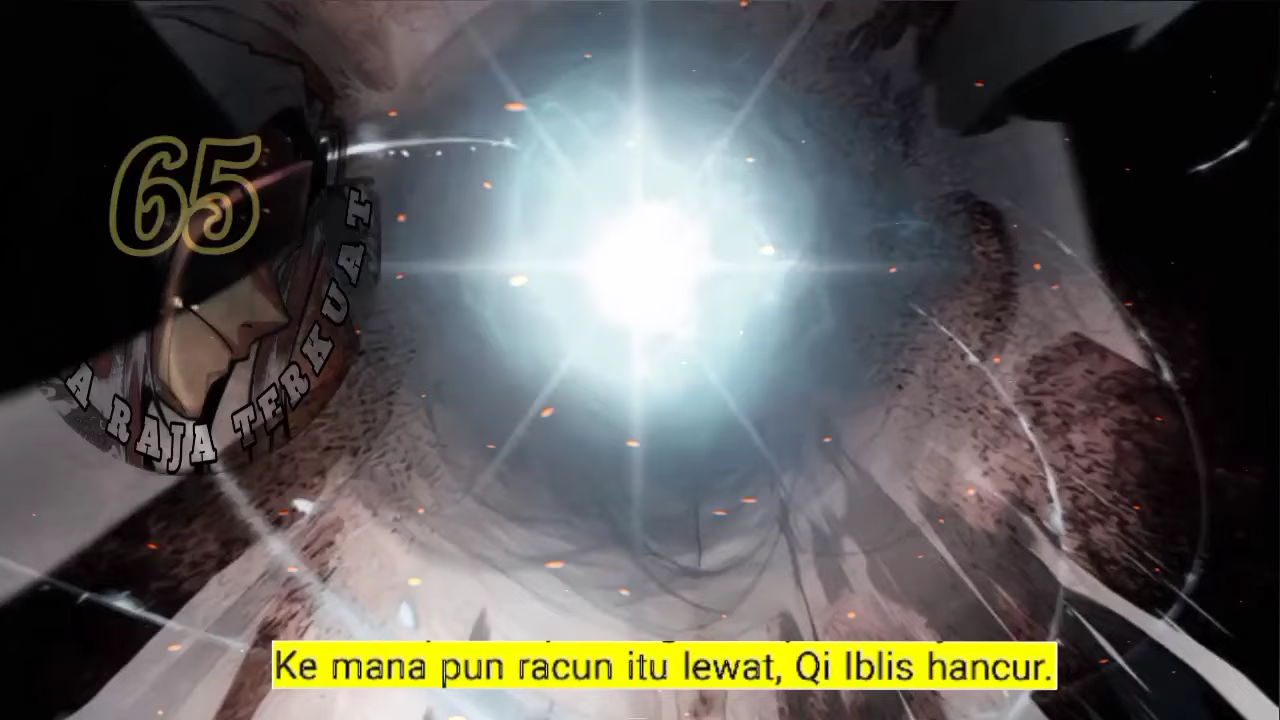 65
A RAJA TERKUAT
Ke mana pun racun itu lewat, Qi Iblis hancur.